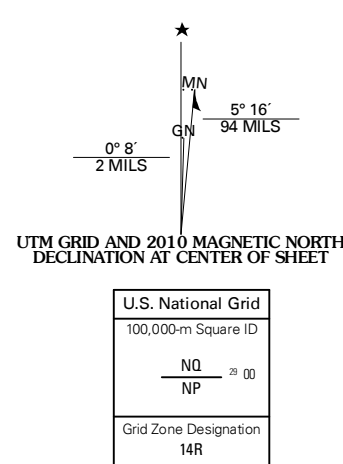 ★
MN
GN
5° 16´
94 MILS
0° 8´
2 MILS
UTM GRID AND 2010 MAGNETIC NORTH
DECLINATION AT CENTER OF SHEET
U.S. National Grid
100,000-m Square ID
NQ
29 00
NP
Grid Zone Designation
14R